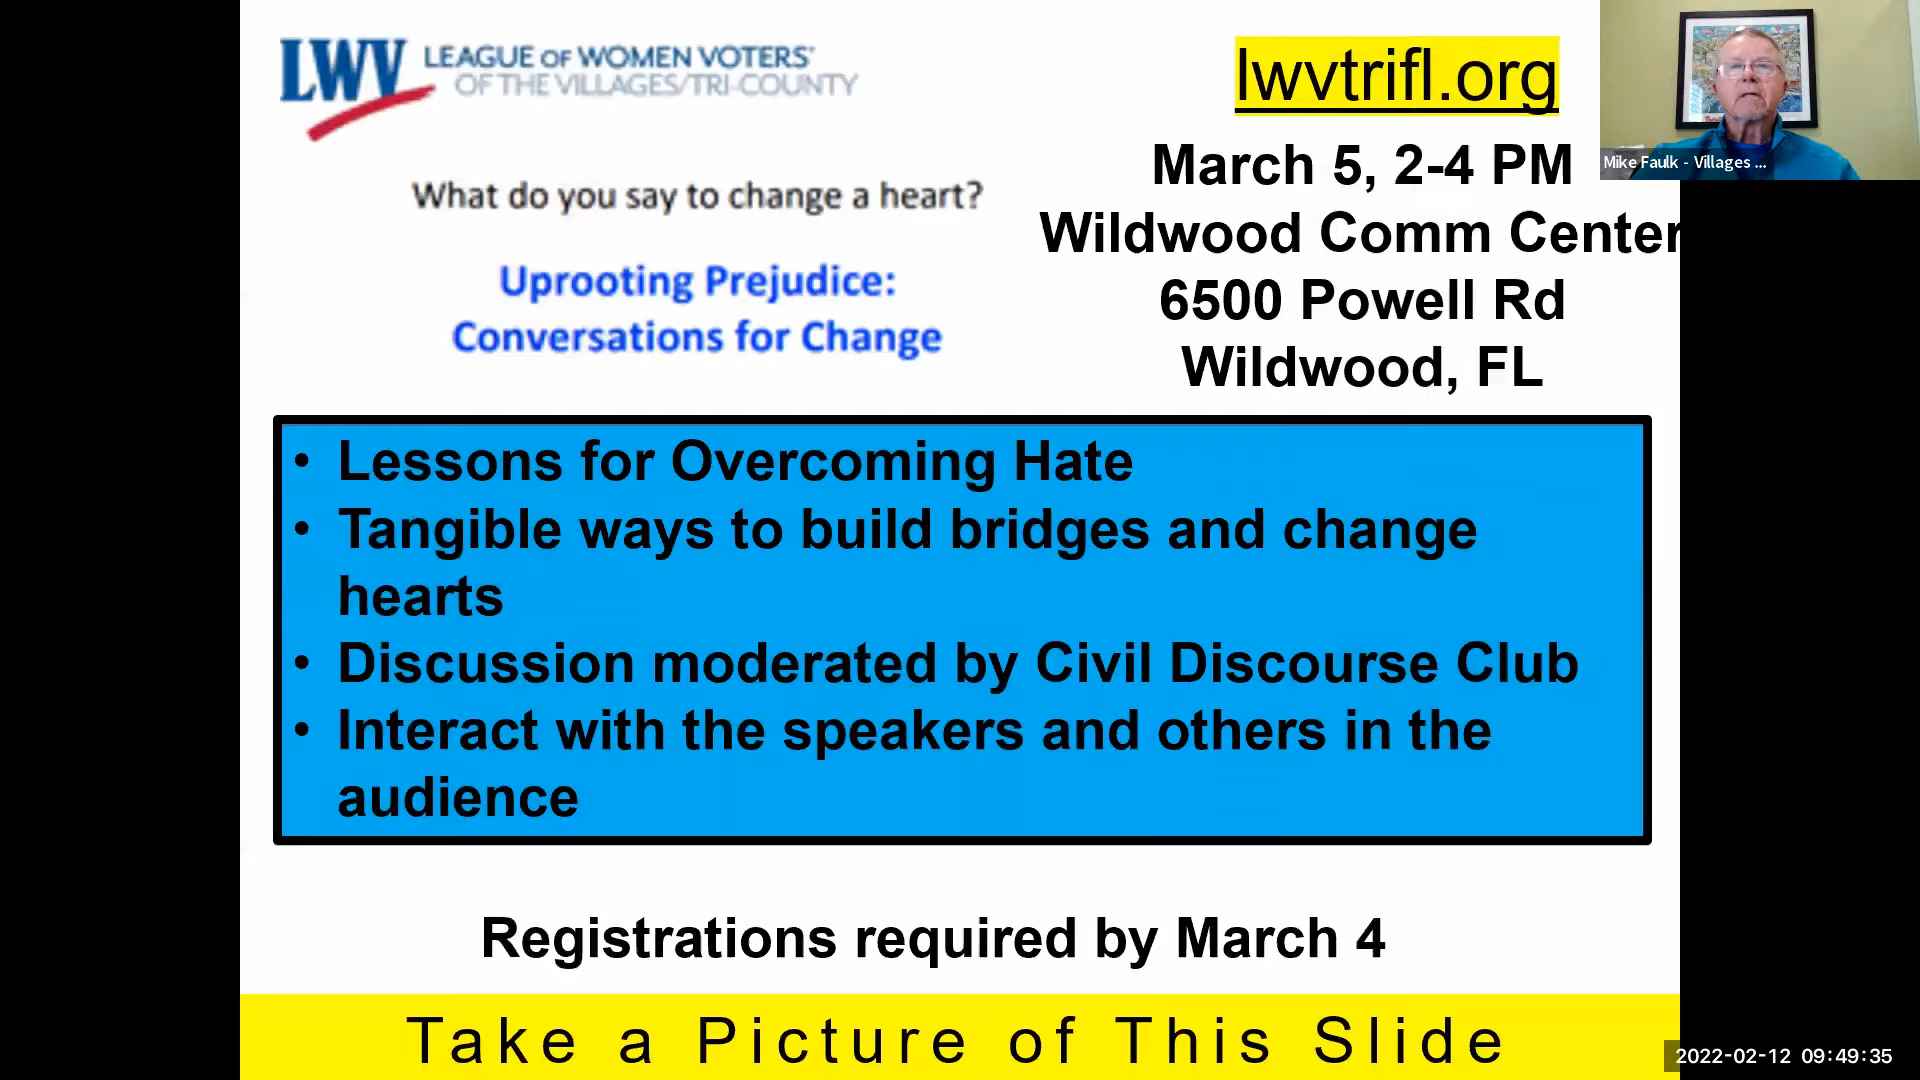 LWV LEAGUE OF WOMEN VOTERS®
OF THE VILLAGES/TRI-COUNTY
What do you say to change a heart?
Uprooting Prejudice:
Conversations for Change
lwvtrifl.org
March 5, 2-4 PM
Wildwood Comm Center
6500 Powell Rd
Wildwood, FL
Mike Faulk - Villages ...
• Lessons for Overcoming Hate
• Tangible ways to build bridges and change
hearts
• Discussion moderated by Civil Discourse Club
• Interact with the speakers and others in the
audience
Registrations required by March 4
Take a Picture of This Slide
2022-02-12 09:49:35